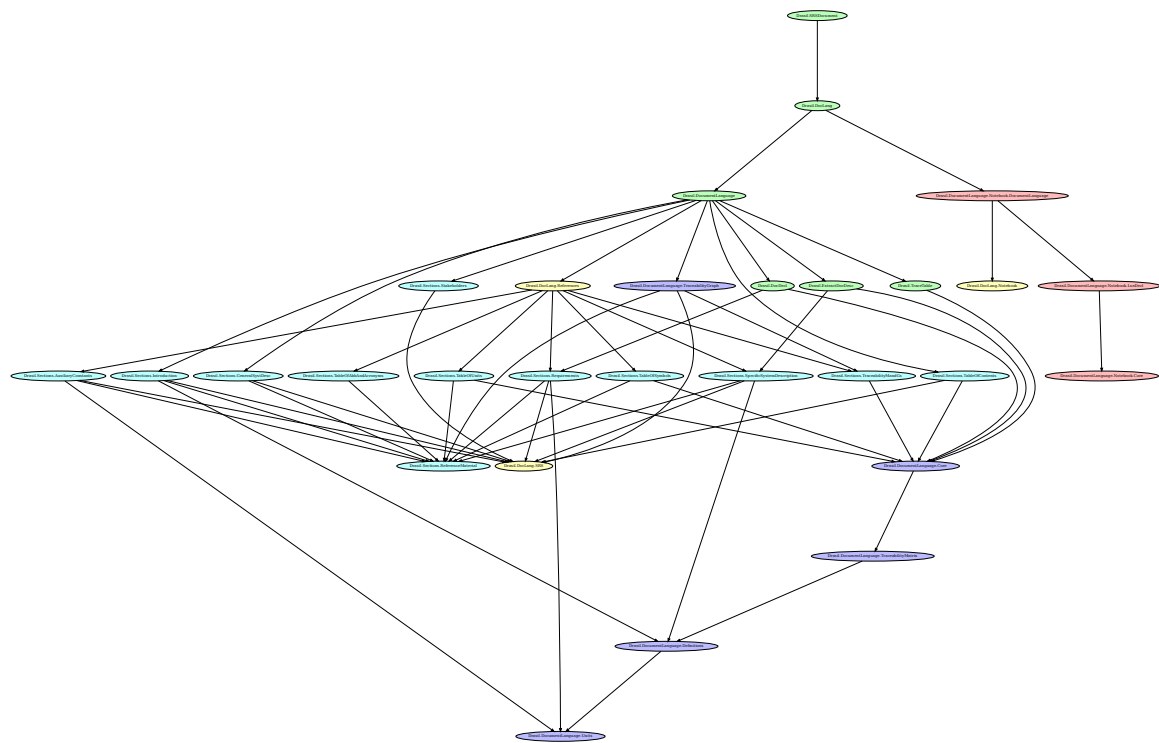 Drasil.SRSDocument
Drasil.DocLang
Drasil.DocumentLanguage
Drasil.DocumentLanguage.Notebook.DocumentLanguage
Drasil.Sections.Stakeholders
Drasil.DocLang.References
Drasil.DocumentLanguage.TraceabilityGraph
Drasil.DocDecl
Drasil.ExtractDocDesc
Drasil.TraceTable
Drasil.DocLang.Notebook
Drasil.DocumentLanguage.Notebook.LsnDecl
Drasil.Sections.AuxiliaryConstants
Drasil.Sections.Introduction
Drasil.Sections.GeneralSystDesc
Drasil.Sections.TableOfAbbAndAcronyms
Drasil.Sections.TableOfUnits
Drasil.Sections.Requirements
Drasil.Sections.TableOfSymbols
Drasil.Sections.SpecificSystemDescription
Drasil.Sections.TraceabilityMandGs
Drasil.Sections.TableOfContents
Drasil.DocumentLanguage.Notebook.Core
Drasil.Sections.ReferenceMaterial
Drasil.DocLang.SRS
Drasil.DocumentLanguage.Core
Drasil.DocumentLanguage.TraceabilityMatrix
Drasil.DocumentLanguage.Definitions
Drasil.DocumentLanguage.Units